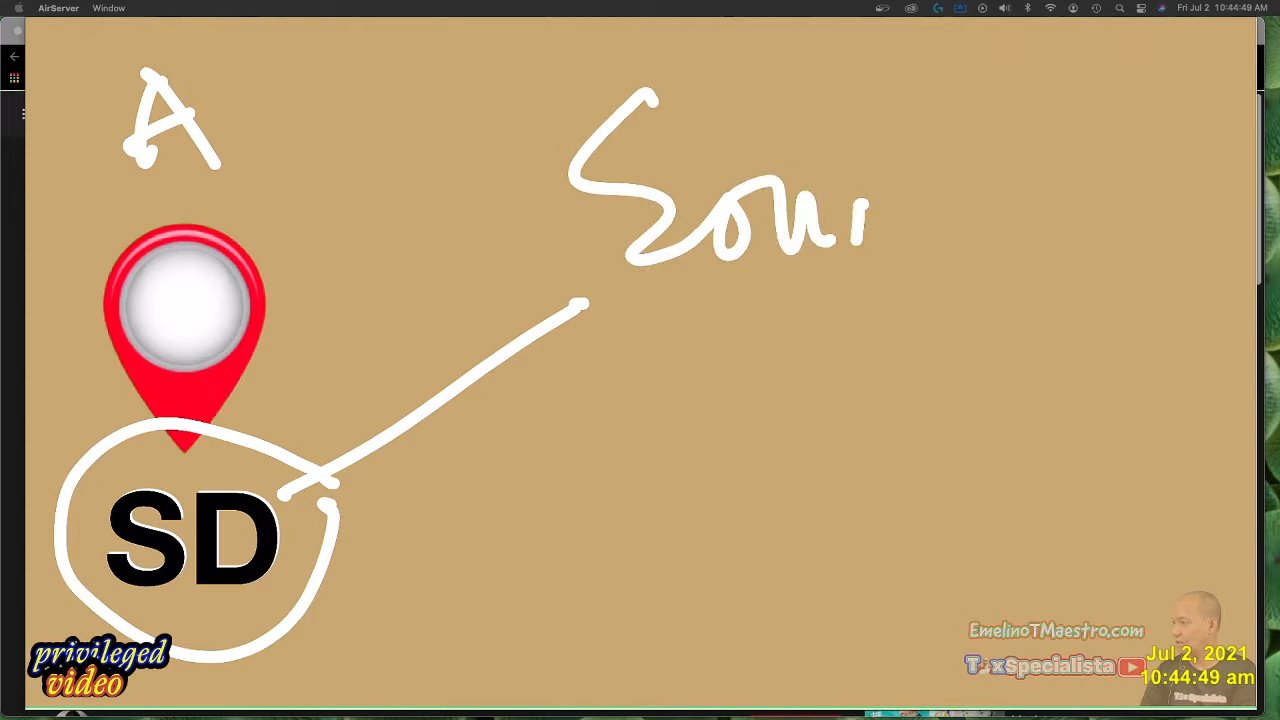 AirServer Window Fri Jul 2 10:44:49 AM
A
Soni
SD
privileged
video
EmelinoTMaestro.com
TaxSpecialista
Jul 2, 2021
10:44:49 am